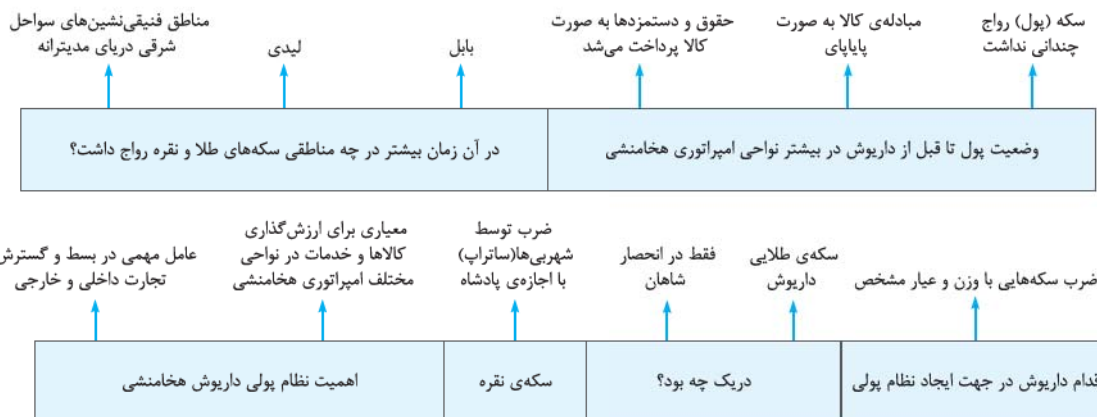 سکه (پول) رواج
چندانی نداشت
مبادله‌ی کالا به صورت
پایاپای
حقوق و دستمزدها به صورت
کالا پرداخت می‌شد
بابل
لیدی
مناطق فنیقی‌نشین‌های سواحل
شرقی دریای مدیترانه
وضعیت پول تا قبل از داریوش در بیشتر نواحی امپراتوری هخامنشی
در آن زمان بیشتر در چه مناطقی سکه‌های طلا و نقره رواج داشت؟
ضرب سکه‌هایی با وزن و عیار مشخص
سکه‌ی طلایی
داریوش
فقط در انحصار
شاهان
ضرب توسط
شهربی‌ها(ساتراپ)
با اجازه‌ی پادشاه
معیاری برای ارزش‌گذاری
کالاها و خدمات در نواحی
مختلف امپراتوری هخامنشی
عامل مهمی در بسط و گسترش
تجارت داخلی و خارجی
قدام داریوش در جهت ایجاد نظام پولی
دریک چه بود؟
سکه‌ی نقره
اهمیت نظام پولی داریوش هخامنشی